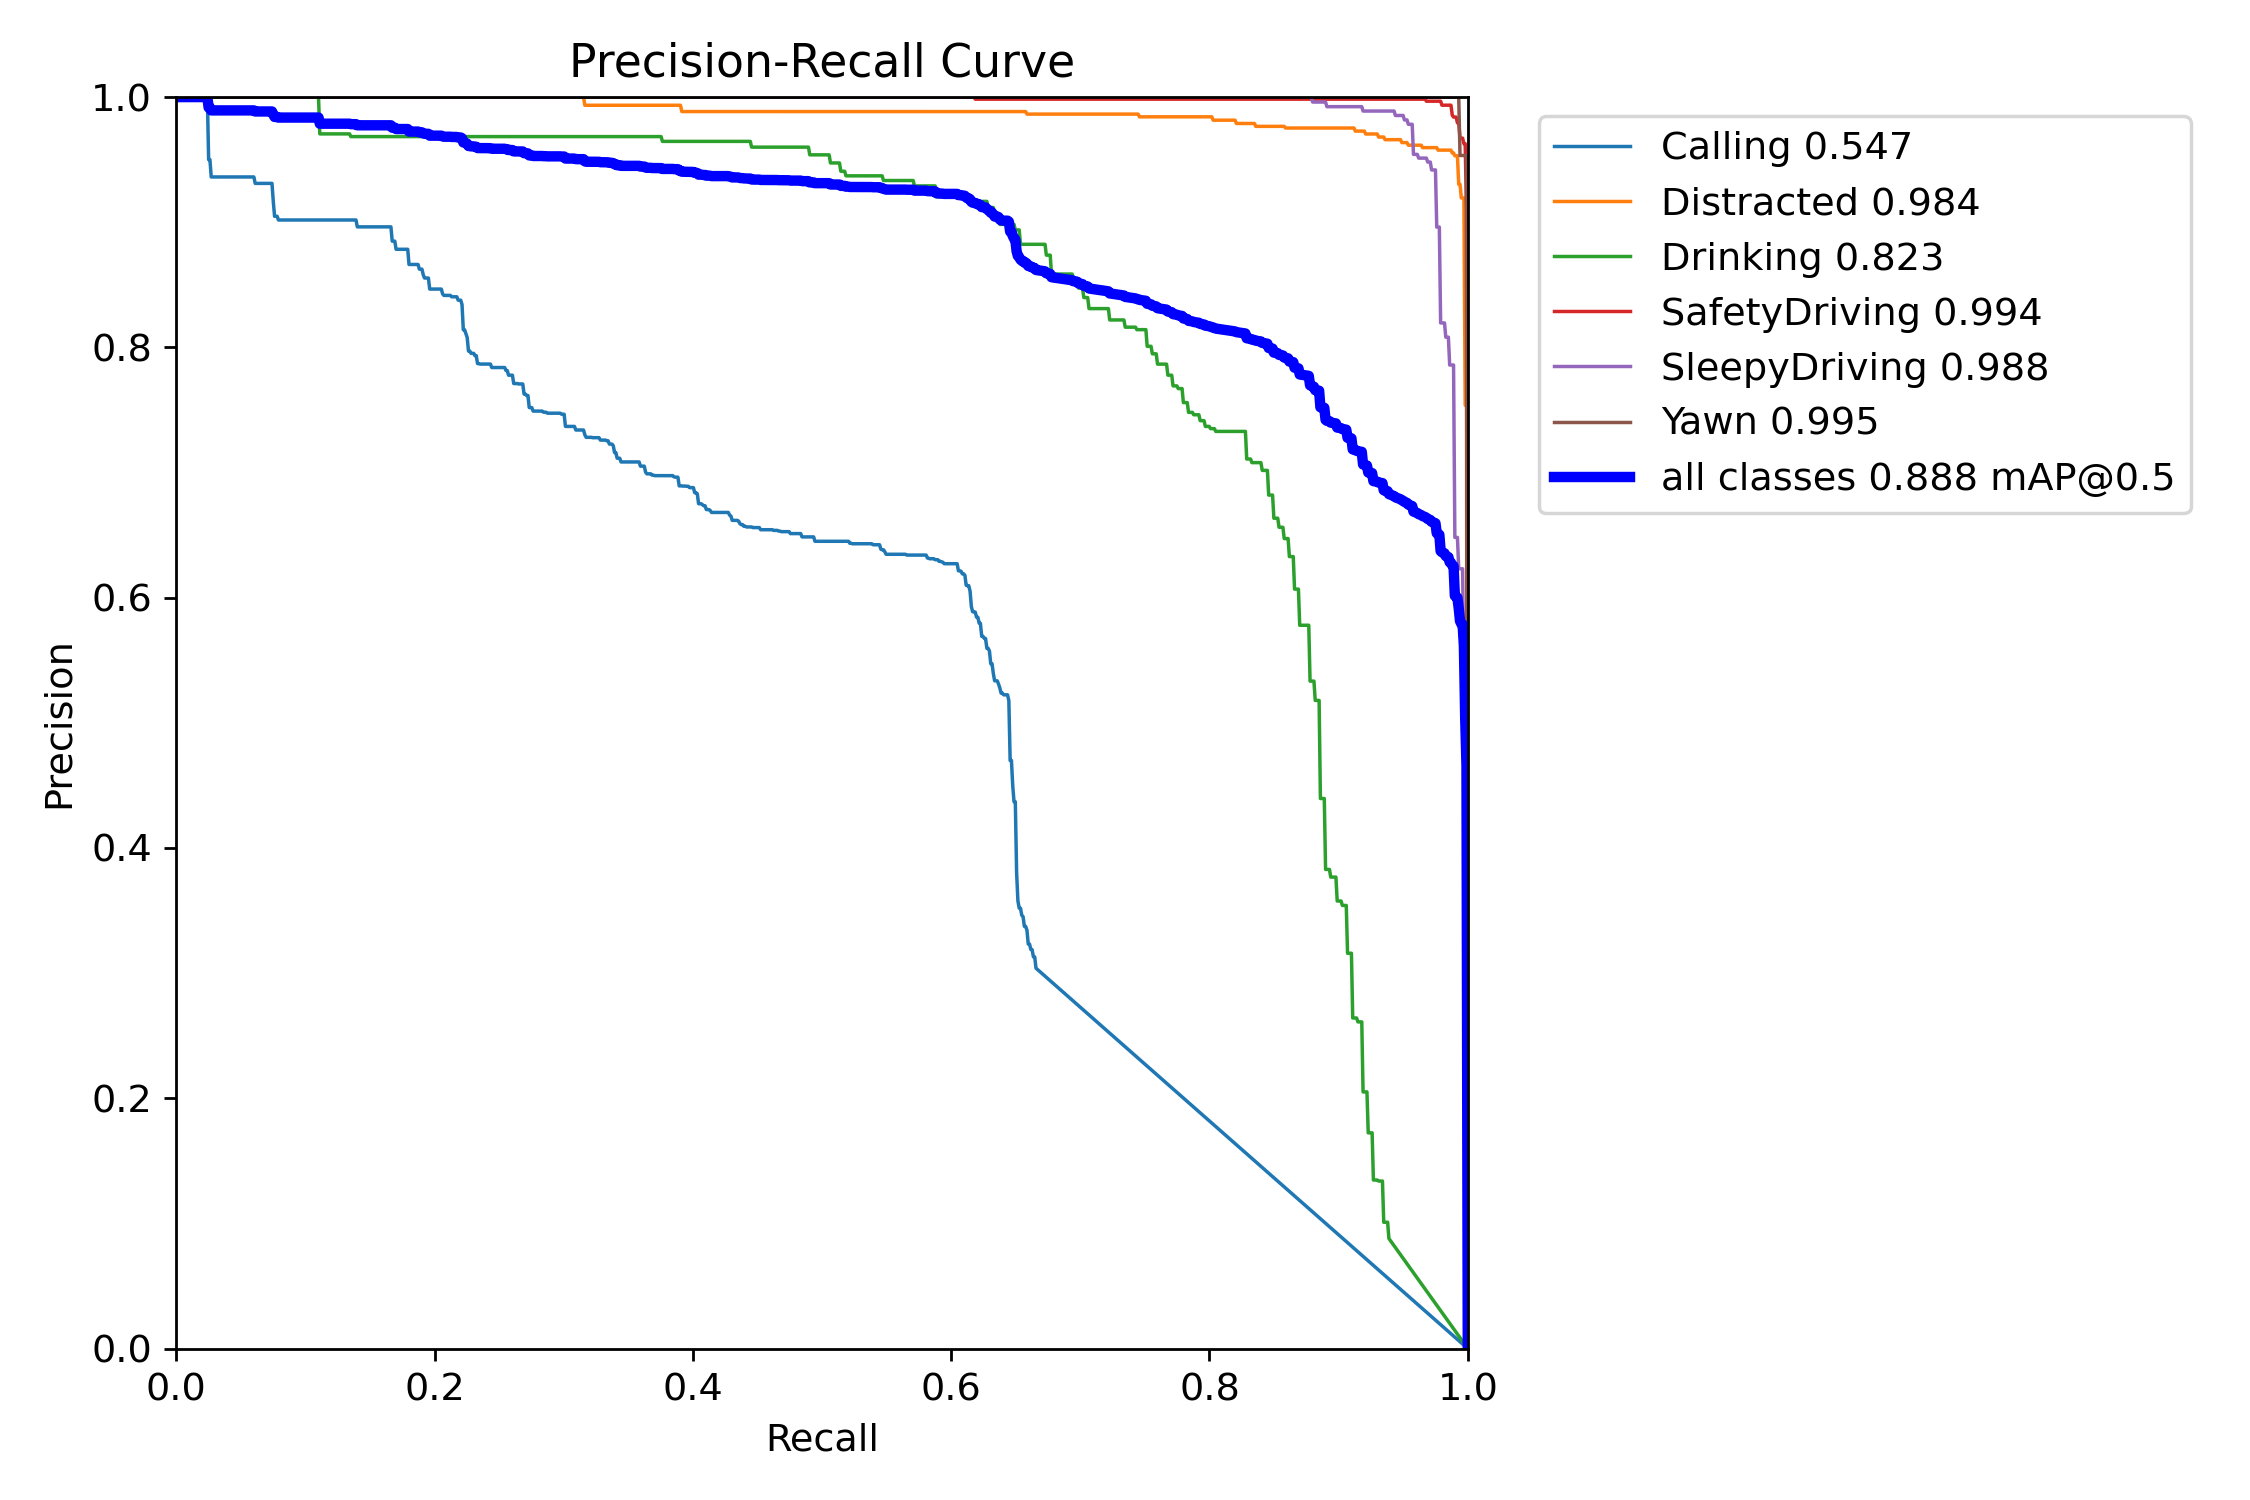 Precision-Recall Curve
1.0
0.8
0.6
0.4
0.2
0.0
Precision
0.0 0.2 0.4 0.6 0.8 1.0
Recall
Calling 0.547
Distracted 0.984
Drinking 0.823
SafetyDriving 0.994
SleepyDriving 0.988
Yawn 0.995
all classes 0.888 mAP@0.5